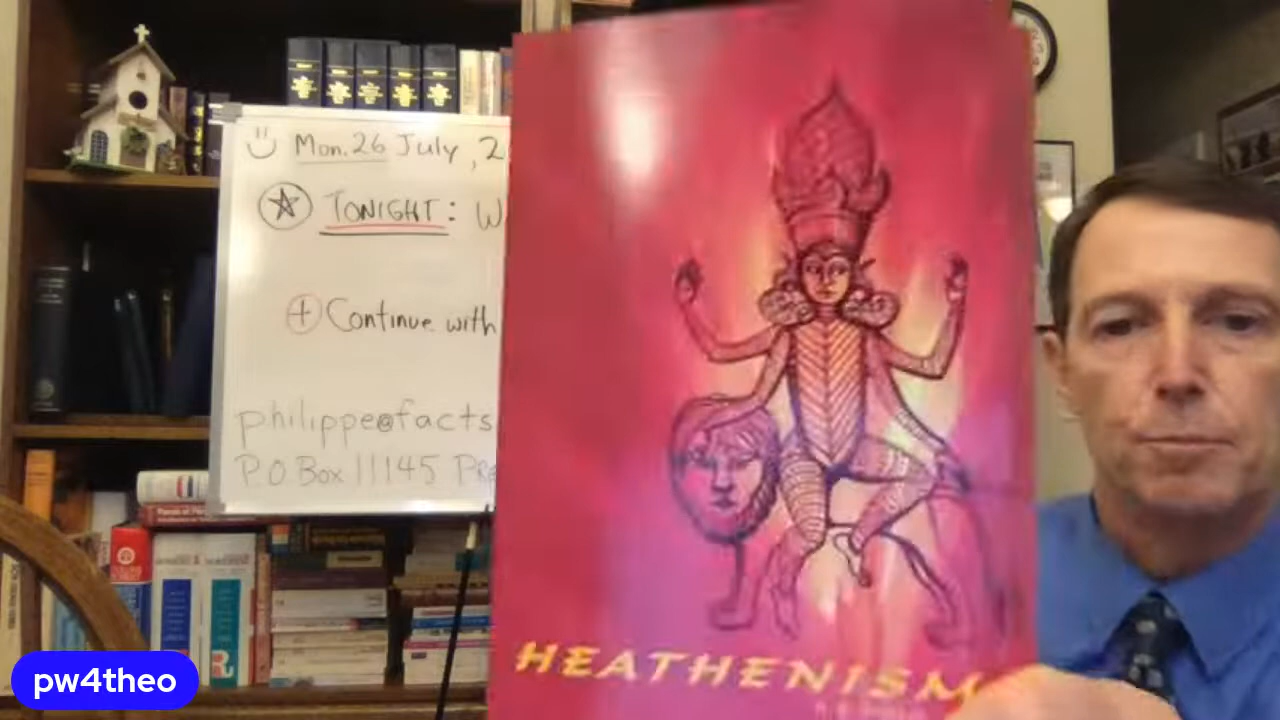 Mon. 26 July, 2
TONIGHT: W
+ Continue with
philippe@facts
P.O Box 11145 Pre
HEATHENISM
pw4theo